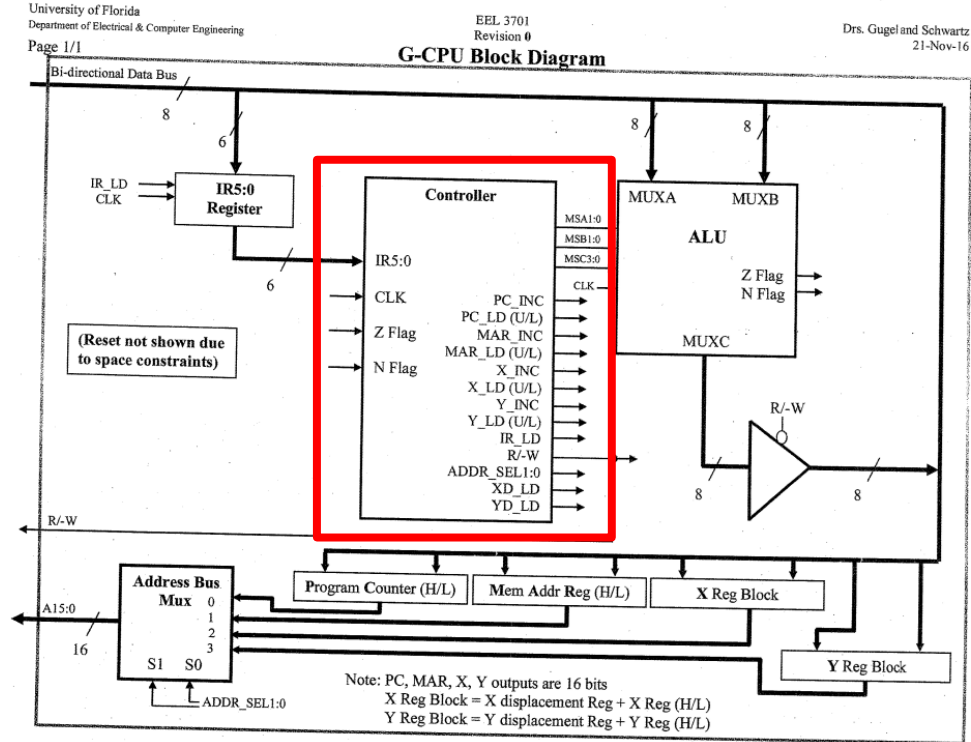 University of Florida
Department of Electrical & Computer Engineering
Page 1/1
EEL 3701
Revision 0
G-CPU Block Diagram
Drs. Gugel and Schwartz
21-Nov-16
Bi-directional Data Bus
8
6
8
8
IR_LD
CLK
IR5:0
Register
6
(Reset not shown due
to space constraints)
Controller
IR5:0
CLK
Z Flag
N Flag
MSA1:0
MSB1:0
MSC3:0
CLK
PC_INC
PC_LD (U/L)
MAR_INC
MAR_LD (U/L)
X_INC
X_LD (U/L)
Y_INC
Y_LD (U/L)
IR_LD
R/-W
ADDR_SEL1:0
XD_LD
YD_LD
MUXA
MUXB
ALU
Z Flag
N Flag
MUXC
R/-W
8
8
R/-W
Address Bus
Mux
0
1
2
3
S1 S0
A15:0
16
ADDR_SEL1:0
Program Counter (H/L)
Mem Addr Reg (H/L)
X Reg Block
Y Reg Block
Note: PC, MAR, X, Y outputs are 16 bits
X Reg Block = X displacement Reg + X Reg (H/L)
Y Reg Block = Y displacement Reg + Y Reg (H/L)